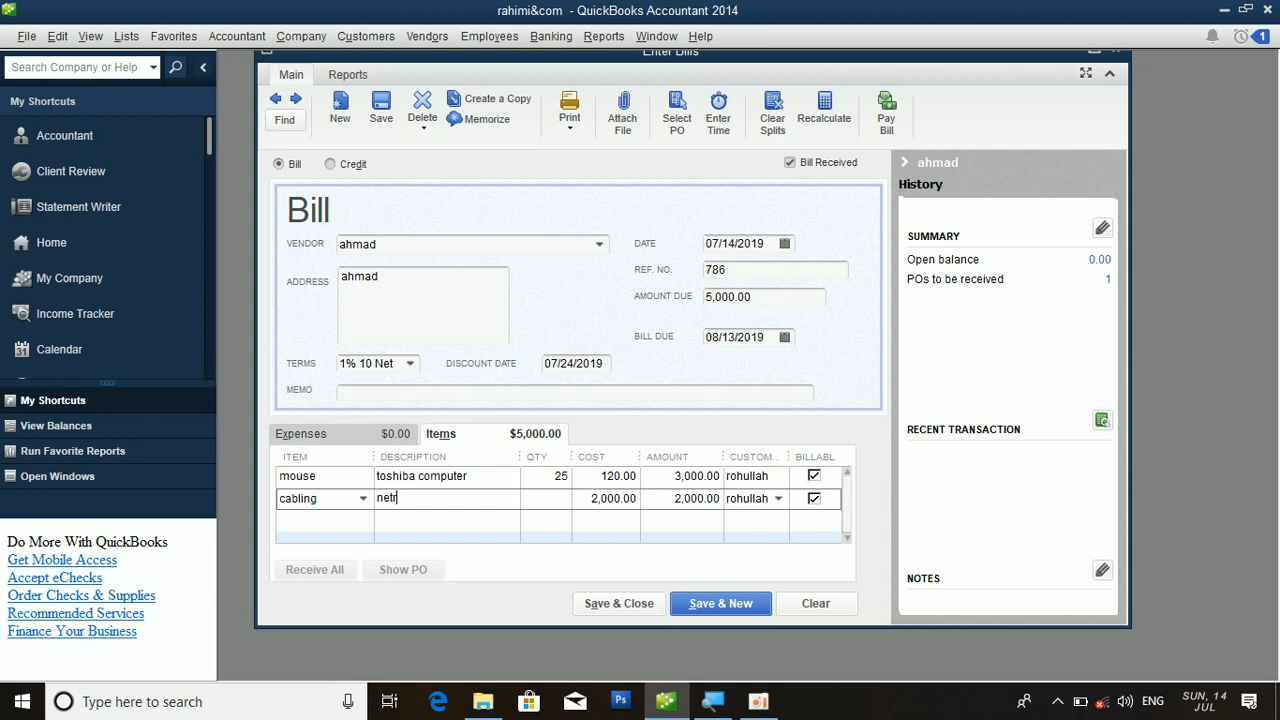 rahimi&com - QuickBooks Accountant 2014
File Edit View Lists Favorites Accountant Company Customers Vendors Employees Banking Reports Window Help 1
Search Company or Help
My Shortcuts
Accountant
Client Review
Statement Writer
Home
My Company
Income Tracker
Calendar
My Shortcuts
View Balances
Run Favorite Reports
Open Windows
Do More With QuickBooks
Get Mobile Access
Accept eChecks
Order Checks & Supplies
Recommended Services
Finance Your Business
Enter Bills
Main Reports
Find New Save Delete Create a Copy Memorize Print Attach File Select PO Enter Time Clear Splits Recalculate Pay Bill
Bill Credit Bill Received
Bill
VENDOR ahmad DATE 07/14/2019
ADDRESS ahmad REF. NO. 786
AMOUNT DUE 5,000.00
BILL DUE 08/13/2019
TERMS 1% 10 Net DISCOUNT DATE 07/24/2019
MEMO
Expenses $0.00 Items $5,000.00
ITEM DESCRIPTION QTY COST AMOUNT CUSTOM... BILLABL
mouse toshiba computer 25 120.00 3,000.00 rohullah
cabling netr 2,000.00 2,000.00 rohullah
Receive All Show PO
Save & Close Save & New Clear
ahmad
History
SUMMARY
Open balance 0.00
POs to be received 1
RECENT TRANSACTION
NOTES
Type here to search Ps ENG SUN, 14 JUL